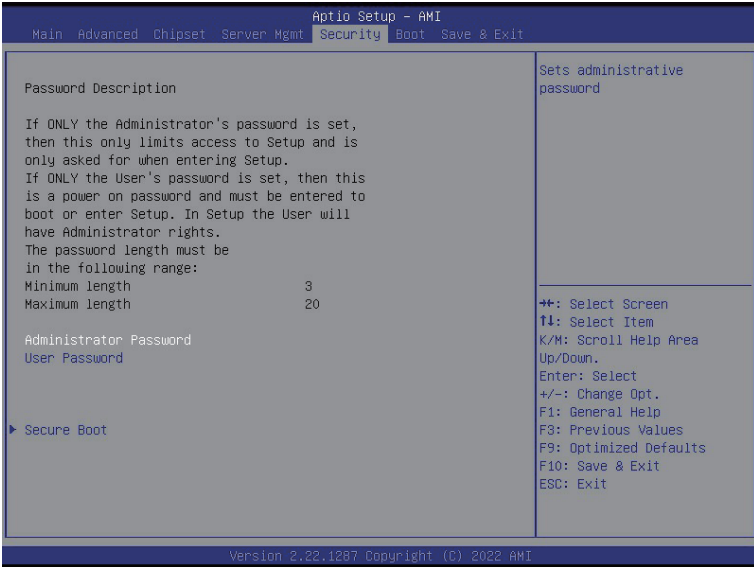 Aptio Setup – AMI
Main Advanced Chipset Server Mgmt Security Boot Save & Exit
Password Description
If ONLY the Administrator's password is set,
then this only limits access to Setup and is
only asked for when entering Setup.
If ONLY the User's password is set, then this
is a power on password and must be entered to
boot or enter Setup. In Setup the User will
have Administrator rights.
The password length must be
in the following range:
Minimum length 3
Maximum length 20
Administrator Password
User Password
Secure Boot
Sets administrative
password
→←: Select Screen
↑↓: Select Item
K/M: Scroll Help Area
Up/Down.
Enter: Select
+/-: Change Opt.
F1: General Help
F3: Previous Values
F9: Optimized Defaults
F10: Save & Exit
ESC: Exit
Version 2.22.1287 Copyright (C) 2022 AMI